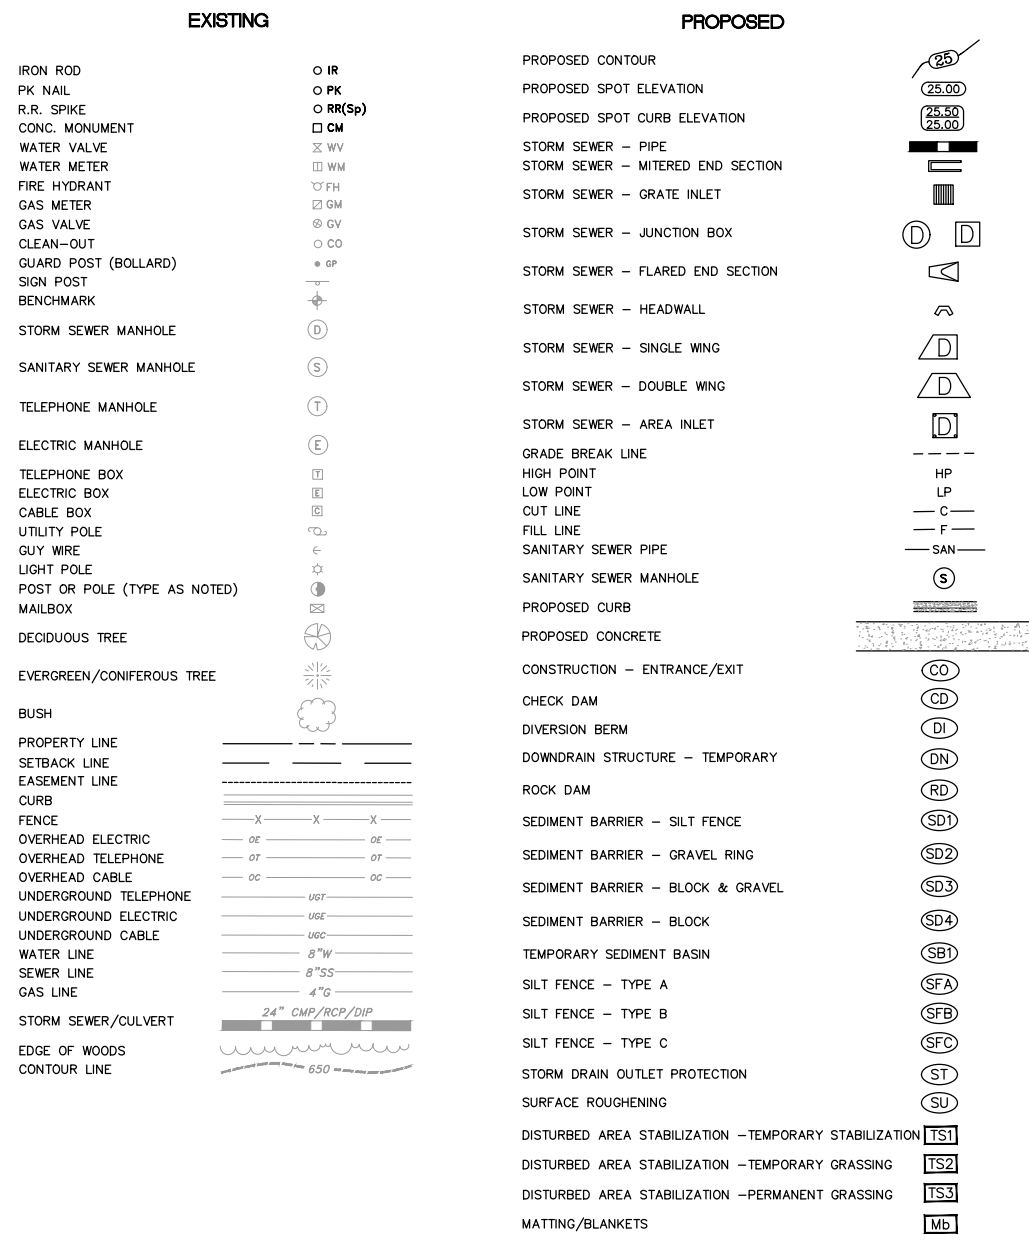 EXISTING
IRON ROD IR
PK NAIL PK
R.R. SPIKE RR(Sp)
CONC. MONUMENT CM
WATER VALVE WV
WATER METER WM
FIRE HYDRANT FH
GAS METER GM
GAS VALVE GV
CLEAN-OUT CO
GUARD POST (BOLLARD) GP
SIGN POST
BENCHMARK
STORM SEWER MANHOLE D
SANITARY SEWER MANHOLE S
TELEPHONE MANHOLE T
ELECTRIC MANHOLE E
TELEPHONE BOX T
ELECTRIC BOX E
CABLE BOX C
UTILITY POLE
GUY WIRE
LIGHT POLE
POST OR POLE (TYPE AS NOTED)
MAILBOX
DECIDUOUS TREE
EVERGREEN/CONIFEROUS TREE
BUSH
PROPERTY LINE
SETBACK LINE
EASEMENT LINE
CURB
FENCE X X X
OVERHEAD ELECTRIC OE OE
OVERHEAD TELEPHONE OT OT
OVERHEAD CABLE OC OC
UNDERGROUND TELEPHONE UGT
UNDERGROUND ELECTRIC UGE
UNDERGROUND CABLE UGC
WATER LINE 8"W
SEWER LINE 8"SS
GAS LINE 4"G
24" CMP/RCP/DIP
STORM SEWER/CULVERT
EDGE OF WOODS
CONTOUR LINE 650
PROPOSED
PROPOSED CONTOUR 25
PROPOSED SPOT ELEVATION 25.00
PROPOSED SPOT CURB ELEVATION 25.50
25.00
STORM SEWER - PIPE
STORM SEWER - MITERED END SECTION
STORM SEWER - GRATE INLET
STORM SEWER - JUNCTION BOX D D
STORM SEWER - FLARED END SECTION
STORM SEWER - HEADWALL
STORM SEWER - SINGLE WING D
STORM SEWER - DOUBLE WING D
STORM SEWER - AREA INLET D
GRADE BREAK LINE
HIGH POINT HP
LOW POINT LP
CUT LINE C
FILL LINE F
SANITARY SEWER PIPE SAN
SANITARY SEWER MANHOLE S
PROPOSED CURB
PROPOSED CONCRETE
CONSTRUCTION - ENTRANCE/EXIT CO
CHECK DAM CD
DIVERSION BERM DI
DOWNDRAIN STRUCTURE - TEMPORARY DN
ROCK DAM RD
SEDIMENT BARRIER - SILT FENCE SD1
SEDIMENT BARRIER - GRAVEL RING SD2
SEDIMENT BARRIER - BLOCK & GRAVEL SD3
SEDIMENT BARRIER - BLOCK SD4
TEMPORARY SEDIMENT BASIN SB1
SILT FENCE - TYPE A SFA
SILT FENCE - TYPE B SFB
SILT FENCE - TYPE C SFC
STORM DRAIN OUTLET PROTECTION ST
SURFACE ROUGHENING SU
DISTURBED AREA STABILIZATION -TEMPORARY STABILIZATION TS1
DISTURBED AREA STABILIZATION -TEMPORARY GRASSING TS2
DISTURBED AREA STABILIZATION -PERMANENT GRASSING TS3
MATTING/BLANKETS Mb